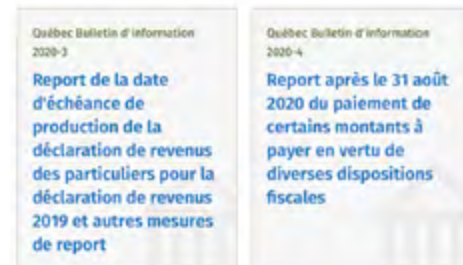 Québec Bulletin d'information
2020-3
Report de la date
d'échéance de
production de la
déclaration de revenus
des particuliers pour la
déclaration de revenus
2019 et autres mesures
de report
Québec Bulletin d'information
2020-4
Report après le 31 août
2020 du paiement de
certains montants à
payer en vertu de
diverses dispositions
fiscales